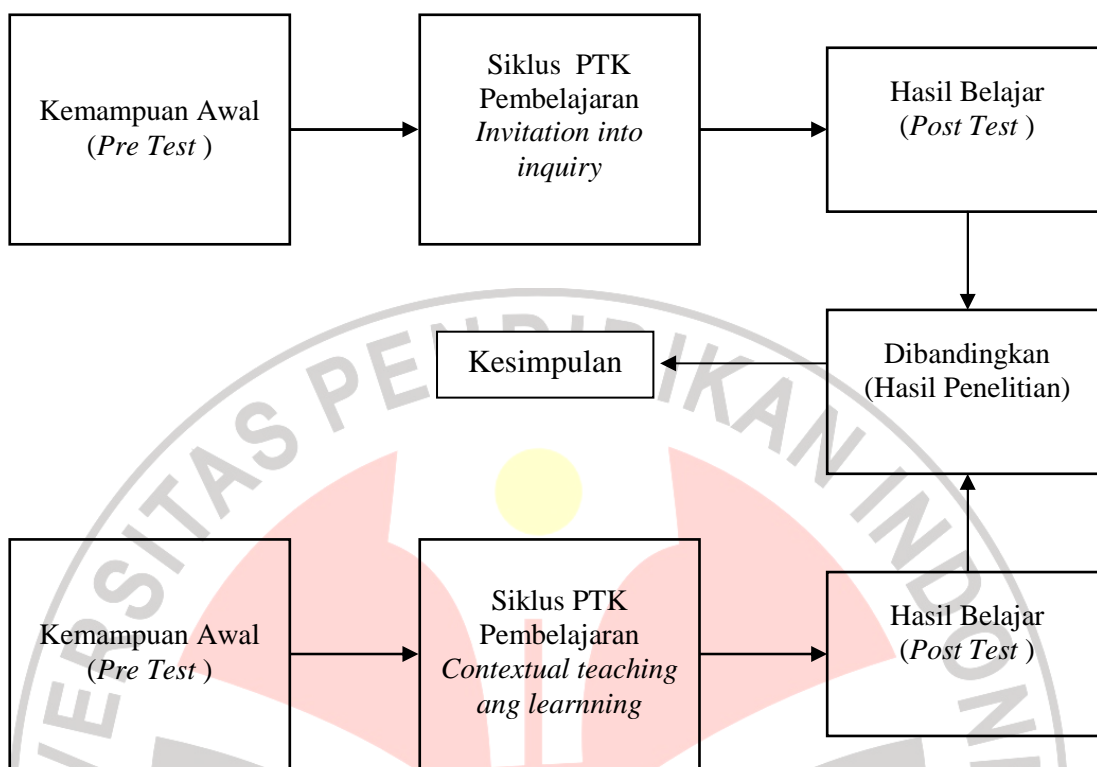 Kemampuan Awal
(Pre Test )
Siklus  PTK
Pembelajaran
Invitation into
inquiry
Hasil Belajar
(Post Test )
Kesimpulan
Dibandingkan
(Hasil Penelitian)
Kemampuan Awal
(Pre Test )
Siklus PTK
Pembelajaran
Contextual teaching
ang learnning
Hasil Belajar
(Post Test )